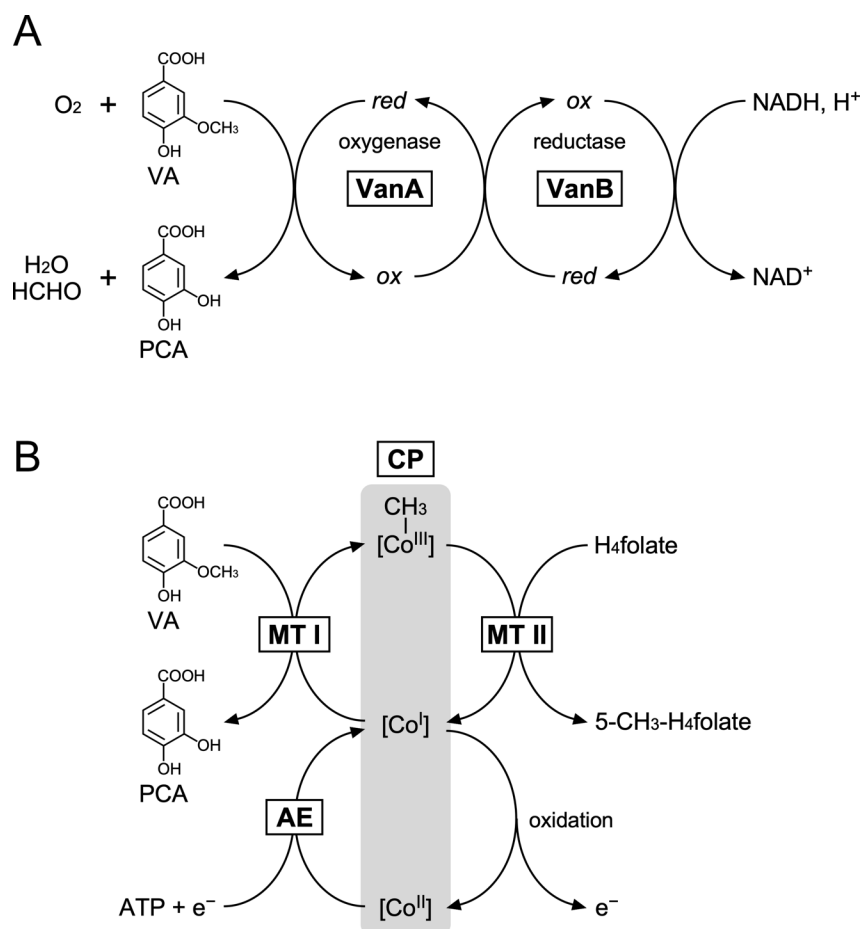 A
COOH
O₂ + OCH₃ red ox NADH, H⁺
OH oxygenase reductase
VA
VanA VanB
COOH
H₂O
HCHO + OH ox red NAD⁺
OH
PCA
B
CP
COOH
CH₃
[Coᴵᴵᴵ] H₄folate
OCH₃
OH
VA
MT I MT II
COOH
[Coᴵ] 5-CH₃-H₄folate
OH
OH
PCA
AE oxidation
ATP + e⁻ [Coᴵᴵ] e⁻